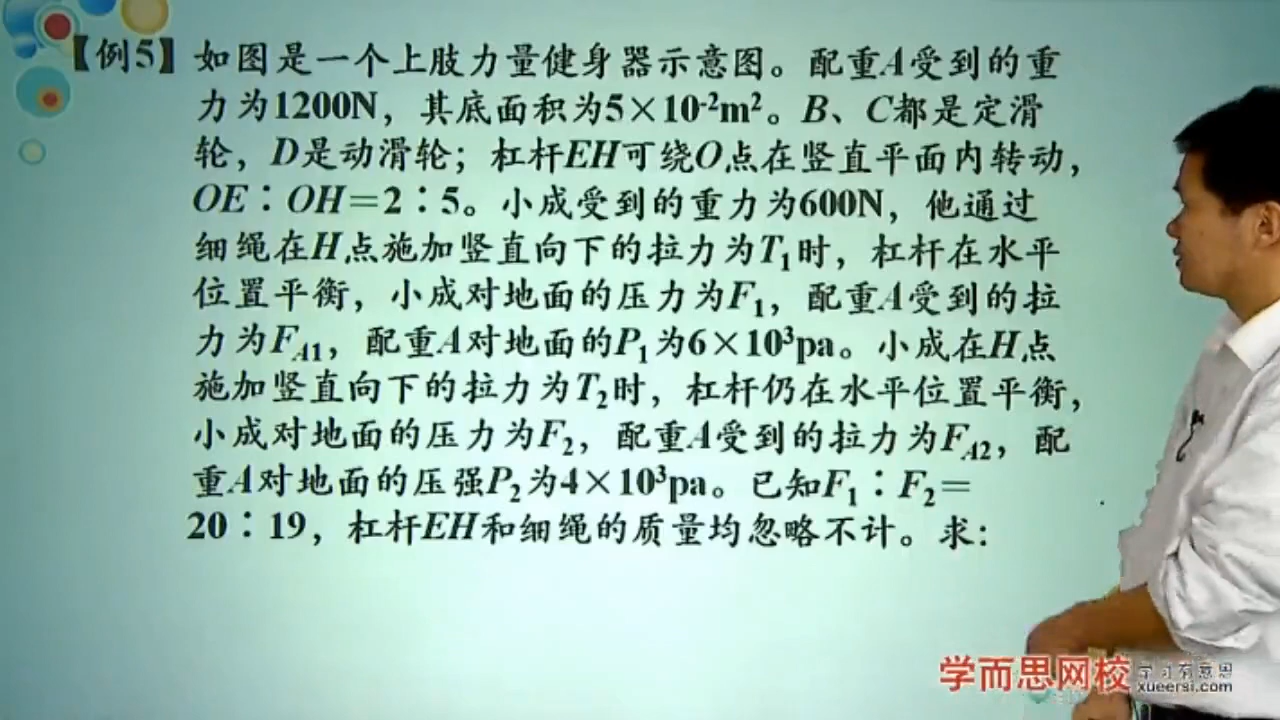 【例5】如图是一个上肢力量健身器示意图。配重A受到的重
力为1200N，其底面积为5×10⁻²m²。B、C都是定滑
轮，D是动滑轮；杠杆EH可绕O点在竖直平面内转动，
OE∶OH=2∶5。小成受到的重力为600N，他通过
细绳在H点施加竖直向下的拉力为T₁时，杠杆在水平
位置平衡，小成对地面的压力为F₁，配重A受到的拉
力为F_A1，配重A对地面的P₁为6×10³pa。小成在H点
施加竖直向下的拉力为T₂时，杠杆仍在水平位置平衡，
小成对地面的压力为F₂，配重A受到的拉力为F_A2，配
重A对地面的压强P₂为4×10³pa。已知F₁∶F₂=
20∶19，杠杆EH和细绳的质量均忽略不计。求：
学而思网校
学习有意思
xueersi.com